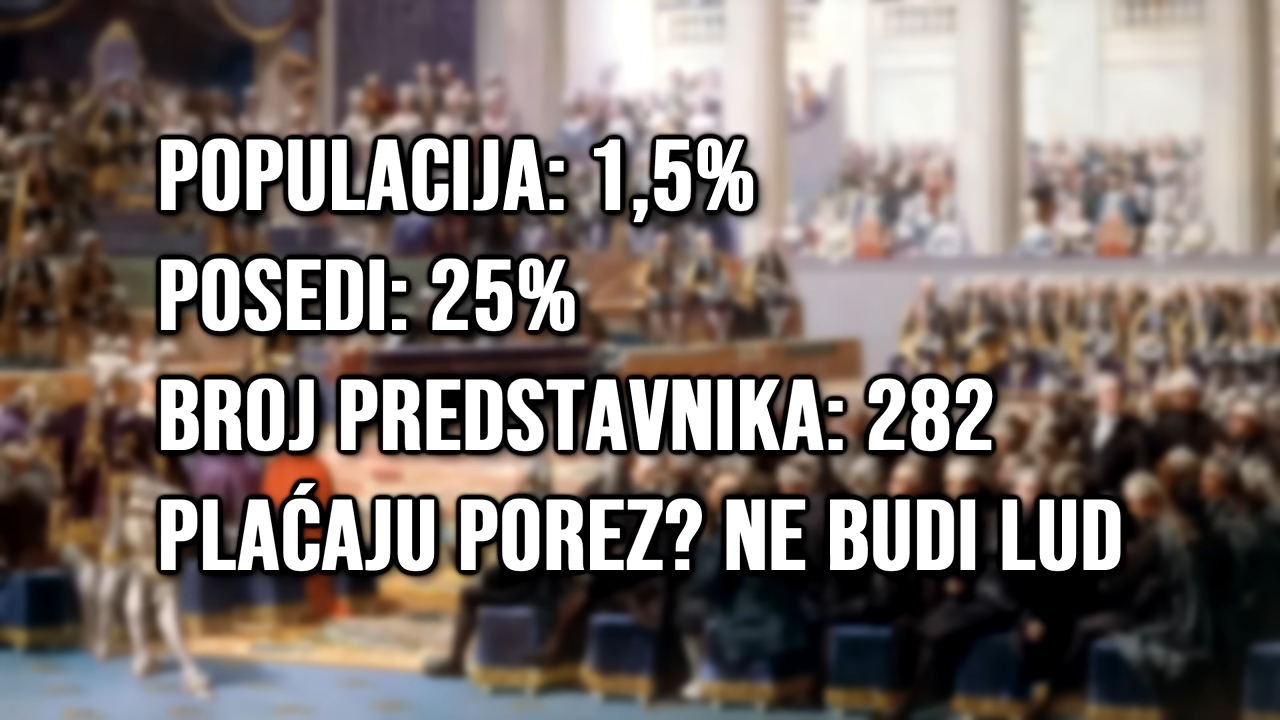 POPULACIJA: 1,5%
POSEDI: 25%
BROJ PREDSTAVNIKA: 282
PLAĆAJU POREZ? NE BUDI LUD